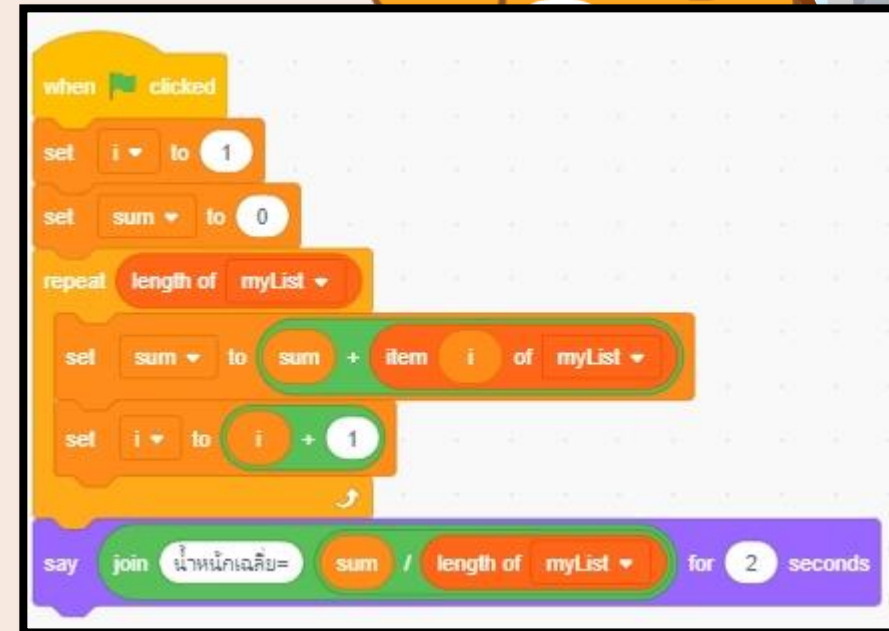 when clicked
set i to 1
set sum to 0
repeat length of myList
set sum to sum + item i of myList
set i to i + 1
say join น้ำหนักเฉลี่ย= sum / length of myList for 2 seconds